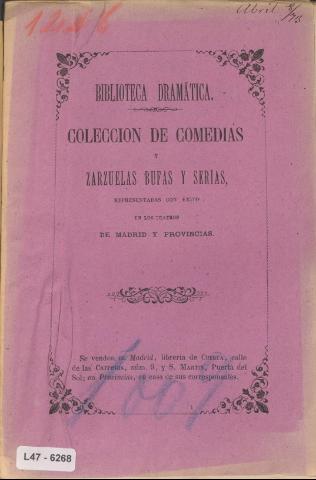 Abril
BIBLIOTECA DRAMÁTICA.
COLECCION DE COMEDIAS
Y
ZARZUELAS BUFAS Y SERIAS,
REPRESENTADAS CON ÉXITO
EN LOS TEATROS
DE MADRID Y PROVINCIAS.
Se venden en Madrid, librería de CUESTA, calle
de las CARRETAS, núm. 9, y S. MARTIN, Puerta del
Sol; en Provincias, en casa de sus corresponsales.
L47 - 6268